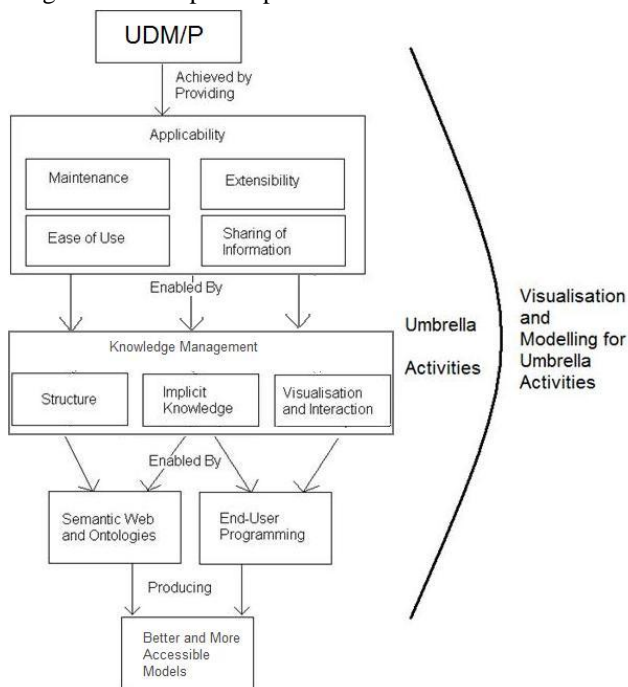 UDM/P
Achieved by
Providing
Applicability
Maintenance
Extensibility
Ease of Use
Sharing of
Information
Enabled By
Knowledge Management
Structure
Implicit
Knowledge
Visualisation
and Interaction
Enabled By
Semantic Web
and Ontologies
End-User
Programming
Producing
Better and More
Accessible
Models
Umbrella
Activities
Visualisation
and
Modelling for
Umbrella
Activities